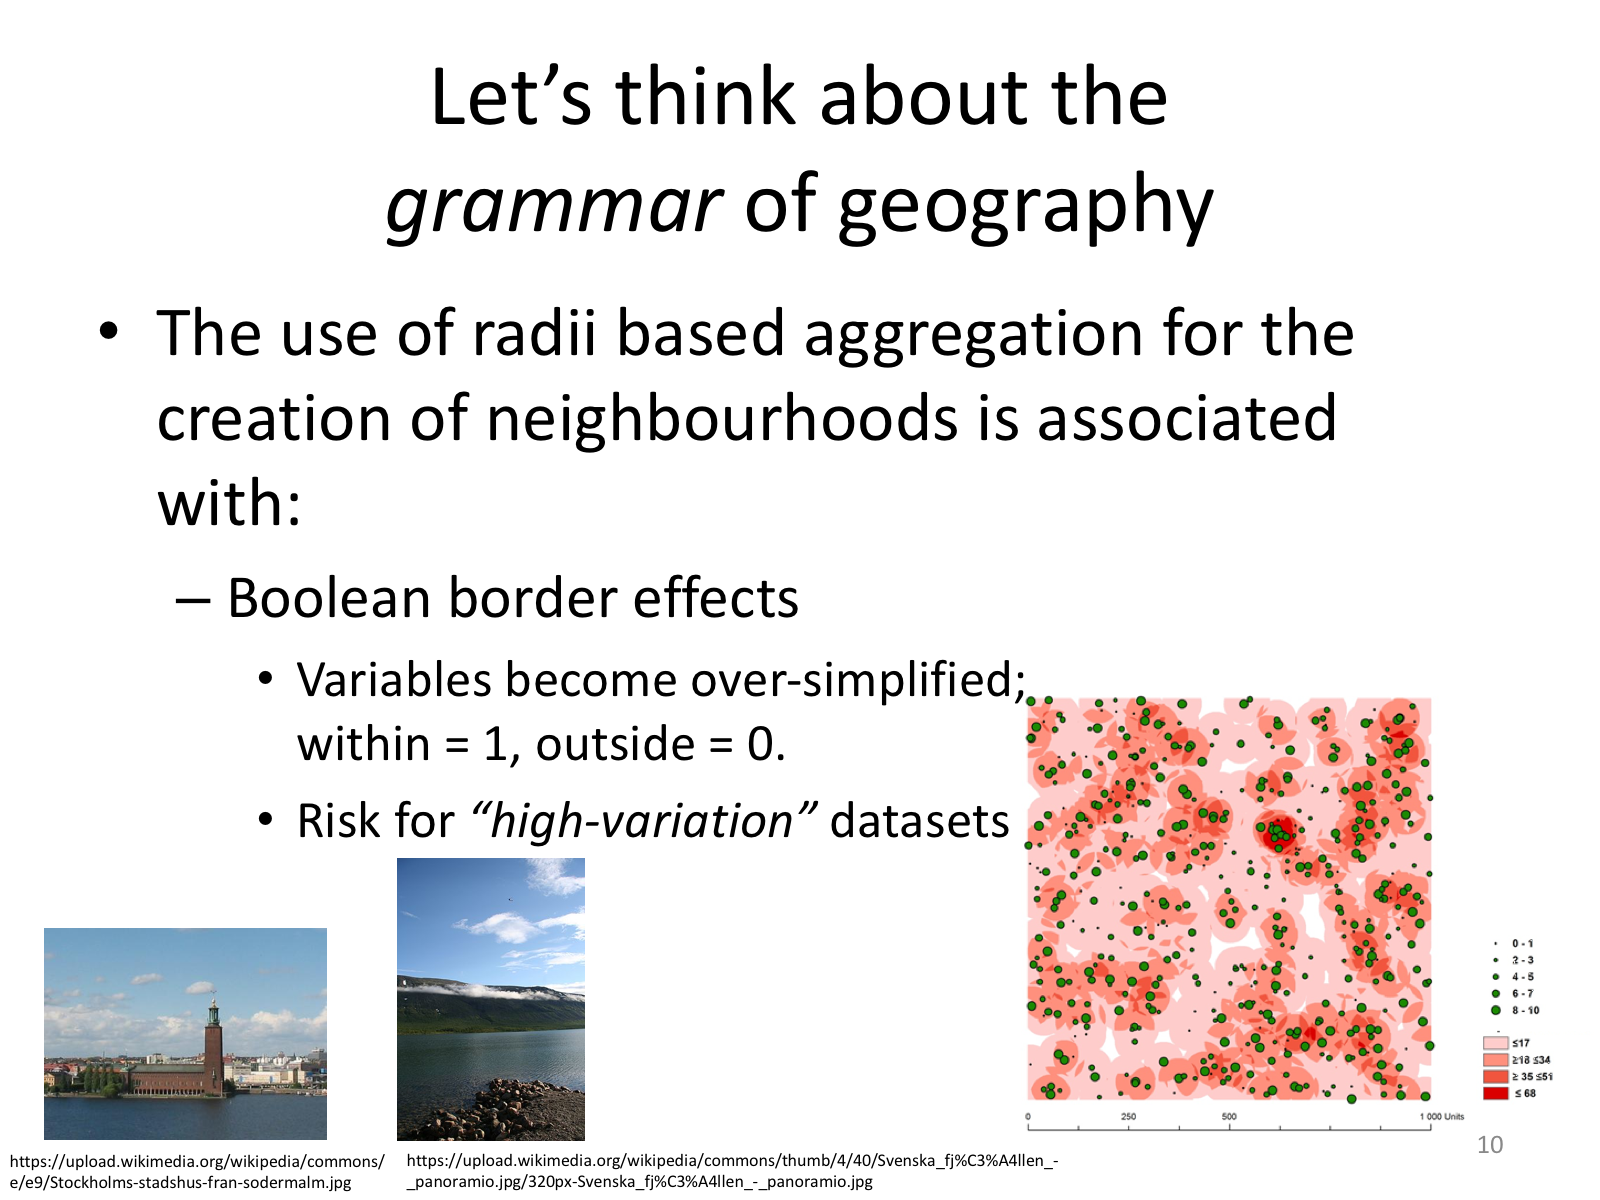 Let’s think about the
grammar of geography
• The use of radii based aggregation for the
creation of neighbourhoods is associated
with:
– Boolean border effects
• Variables become over-simplified;
within = 1, outside = 0.
• Risk for “high-variation” datasets
0 - 1
2 - 3
4 - 5
6 - 7
8 - 10
≤17
≥18 ≤34
≥ 35 ≤51
≤ 68
0 250 500 1 000 Units
10
https://upload.wikimedia.org/wikipedia/commons/
e/e9/Stockholms-stadshus-fran-sodermalm.jpg
https://upload.wikimedia.org/wikipedia/commons/thumb/4/40/Svenska_fj%C3%A4llen_-
_panoramio.jpg/320px-Svenska_fj%C3%A4llen_-_panoramio.jpg